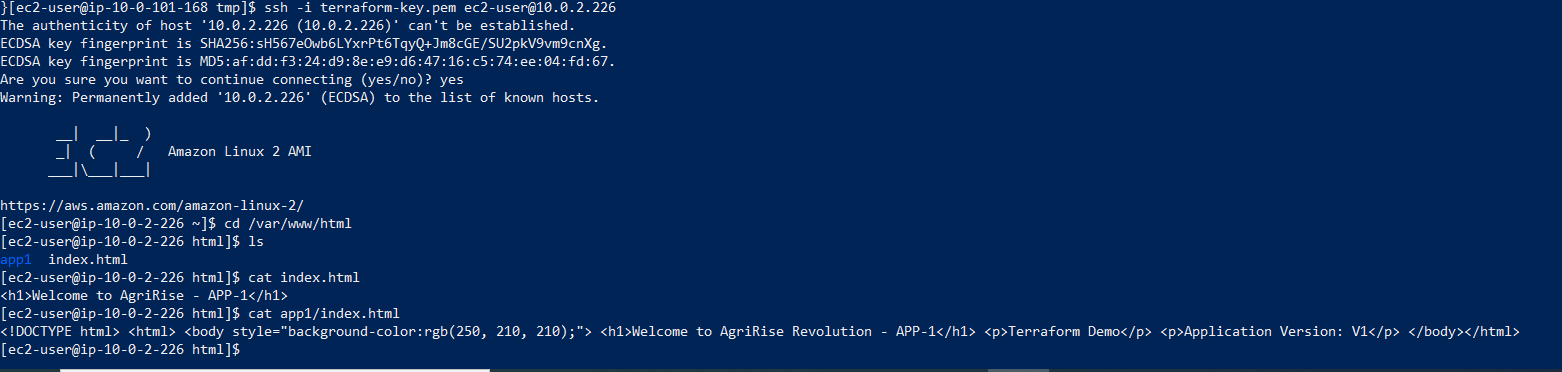 }[ec2-user@ip-10-0-101-168 tmp]$ ssh -i terraform-key.pem ec2-user@10.0.2.226
The authenticity of host '10.0.2.226 (10.0.2.226)' can't be established.
ECDSA key fingerprint is SHA256:sH567eOwb6LYxrPt6TqyQ+Jm8cGE/SU2pkV9vm9cnXg.
ECDSA key fingerprint is MD5:af:dd:f3:24:d9:8e:e9:d6:47:16:c5:74:ee:04:fd:67.
Are you sure you want to continue connecting (yes/no)? yes
Warning: Permanently added '10.0.2.226' (ECDSA) to the list of known hosts.

       __|  __|_  )
       _|  (     /   Amazon Linux 2 AMI
      ___|\___|___|

https://aws.amazon.com/amazon-linux-2/
[ec2-user@ip-10-0-2-226 ~]$ cd /var/www/html
[ec2-user@ip-10-0-2-226 html]$ ls
app1  index.html
[ec2-user@ip-10-0-2-226 html]$ cat index.html
<h1>Welcome to AgriRise - APP-1</h1>
[ec2-user@ip-10-0-2-226 html]$ cat app1/index.html
<!DOCTYPE html> <html> <body style="background-color:rgb(250, 210, 210);"> <h1>Welcome to AgriRise Revolution - APP-1</h1> <p>Terraform Demo</p> <p>Application Version: V1</p> </body></html>
[ec2-user@ip-10-0-2-226 html]$